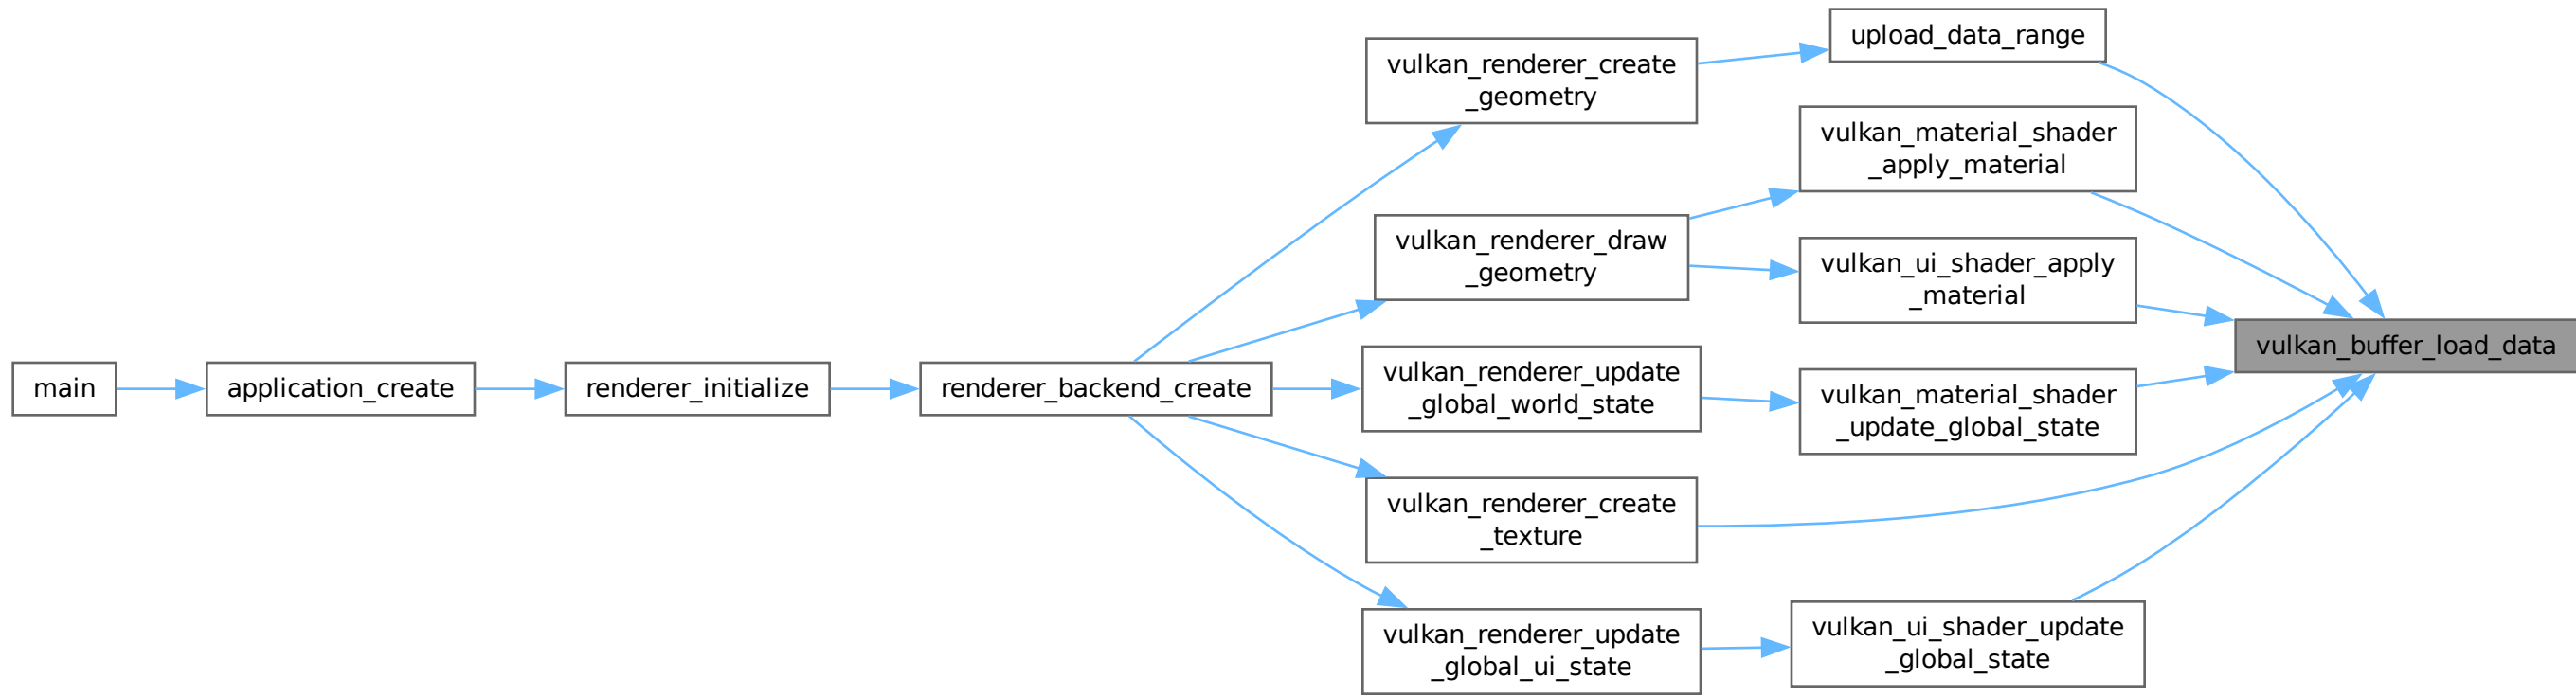 main
application_create
renderer_initialize
renderer_backend_create
vulkan_renderer_create
_geometry
vulkan_renderer_draw
_geometry
vulkan_renderer_update
_global_world_state
vulkan_renderer_create
_texture
vulkan_renderer_update
_global_ui_state
upload_data_range
vulkan_material_shader
_apply_material
vulkan_ui_shader_apply
_material
vulkan_material_shader
_update_global_state
vulkan_ui_shader_update
_global_state
vulkan_buffer_load_data